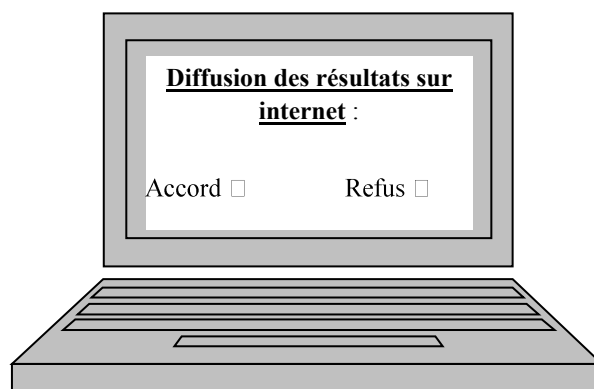 Diffusion des résultats sur
internet :
Accord □ Refus □